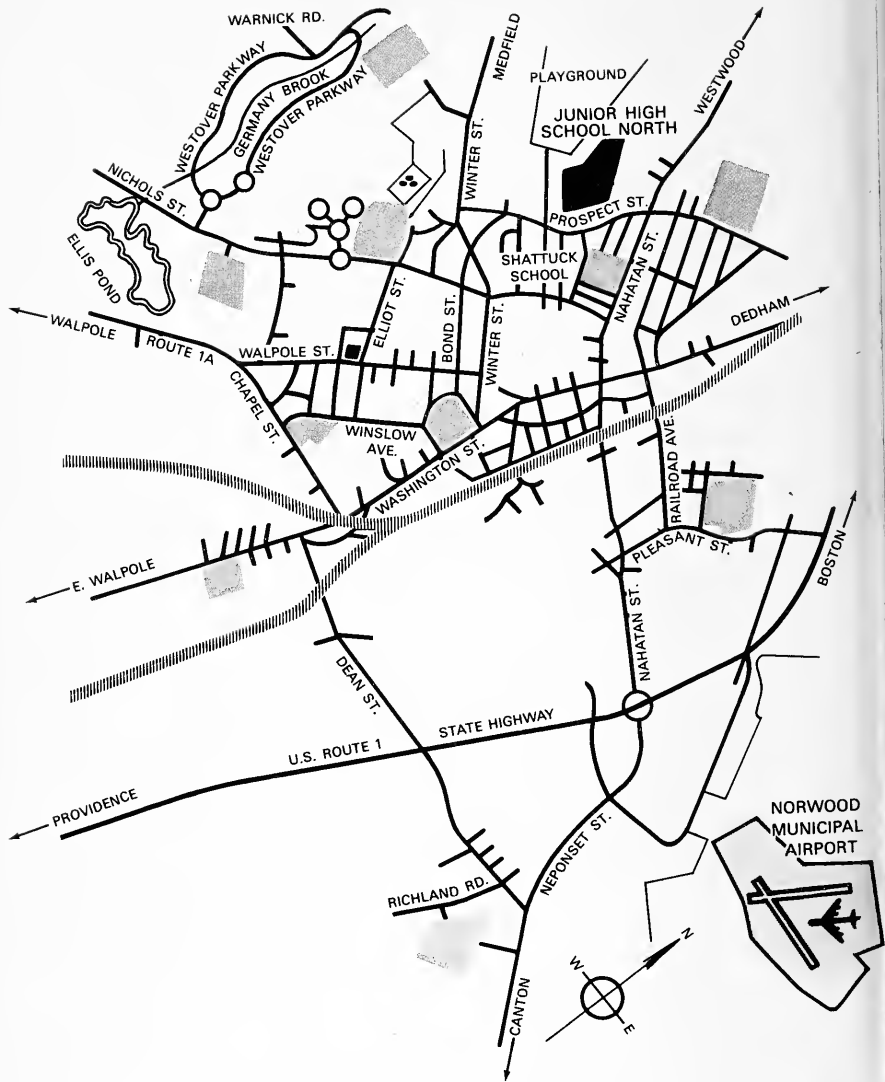 WARNICK RD.
WESTOVER PARKWAY
GERMANY BROOK
WESTOVER PARKWAY
MEDFIELD
PLAYGROUND
WESTWOOD
JUNIOR HIGH
SCHOOL NORTH
WINTER ST.
NICHOLS ST.
PROSPECT ST.
ELLIS POND
SHATTUCK
SCHOOL
NAHATAN ST.
ELLIOT ST.
BOND ST.
WINTER ST.
DEDHAM
WALPOLE
ROUTE 1A
WALPOLE ST.
CHAPEL ST.
WINSLOW
AVE.
WASHINGTON ST.
RAILROAD AVE.
PLEASANT ST.
BOSTON
E. WALPOLE
NAHATAN ST.
DEAN ST.
STATE HIGHWAY
U.S. ROUTE 1
PROVIDENCE
NORWOOD
MUNICIPAL
AIRPORT
NEPONSET ST.
RICHLAND RD.
N
W
E
CANTON